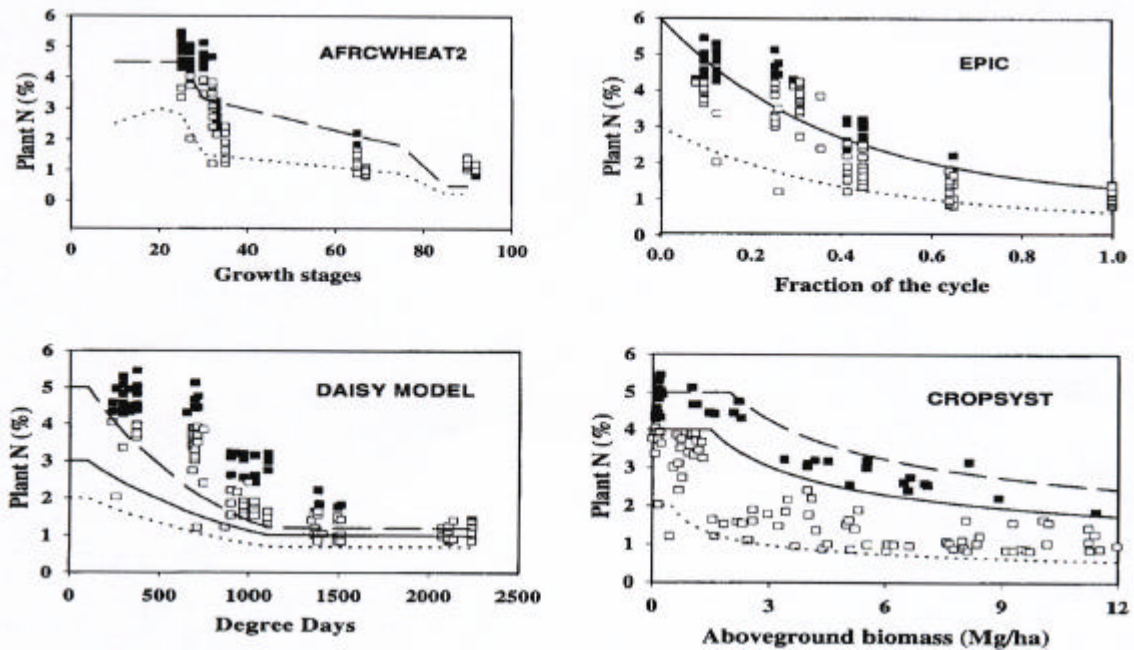 AFRCWHEAT2
Plant N (%)
6
5
4
3
2
1
0
0 20 40 60 80 100
Growth stages
EPIC
Plant N (%)
6
5
4
3
2
1
0
0.0 0.2 0.4 0.6 0.8 1.0
Fraction of the cycle
DAISY MODEL
Plant N (%)
6
5
4
3
2
1
0
0 500 1000 1500 2000 2500
Degree Days
CROPSYST
Plant N (%)
6
5
4
3
2
1
0
0 3 6 9 12
Aboveground biomass (Mg/ha)